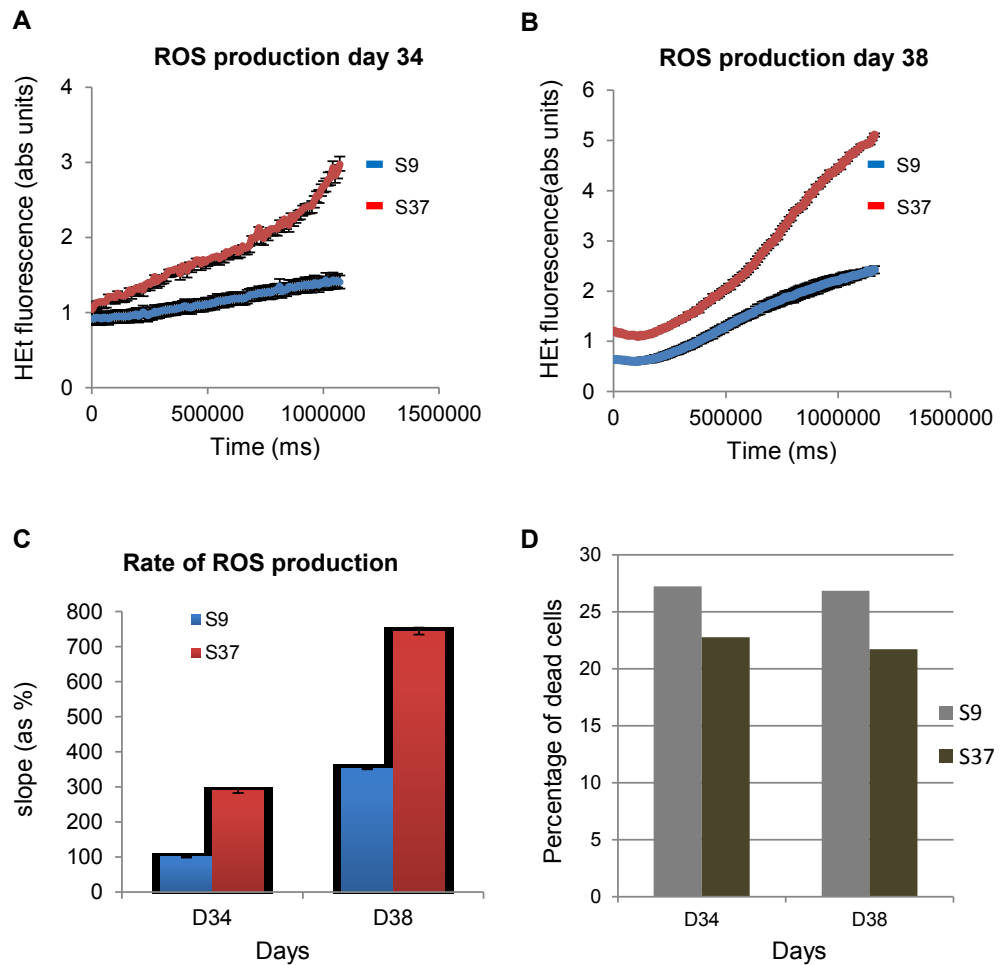 A
ROS production day 34
HEt fluorescence (abs units)
4
3
2
1
0
0
500000
1000000
1500000
Time (ms)
S9
S37
B
ROS production day 38
HEt fluorescence(abs units)
6
5
4
3
2
1
0
0
500000
1000000
1500000
Time (ms)
S9
S37
C
Rate of ROS production
slope (as %)
800
700
600
500
400
300
200
100
0
S9
S37
D34
D38
Days
D
Percentage of dead cells
30
25
20
15
10
5
0
D34
D38
Days
S9
S37